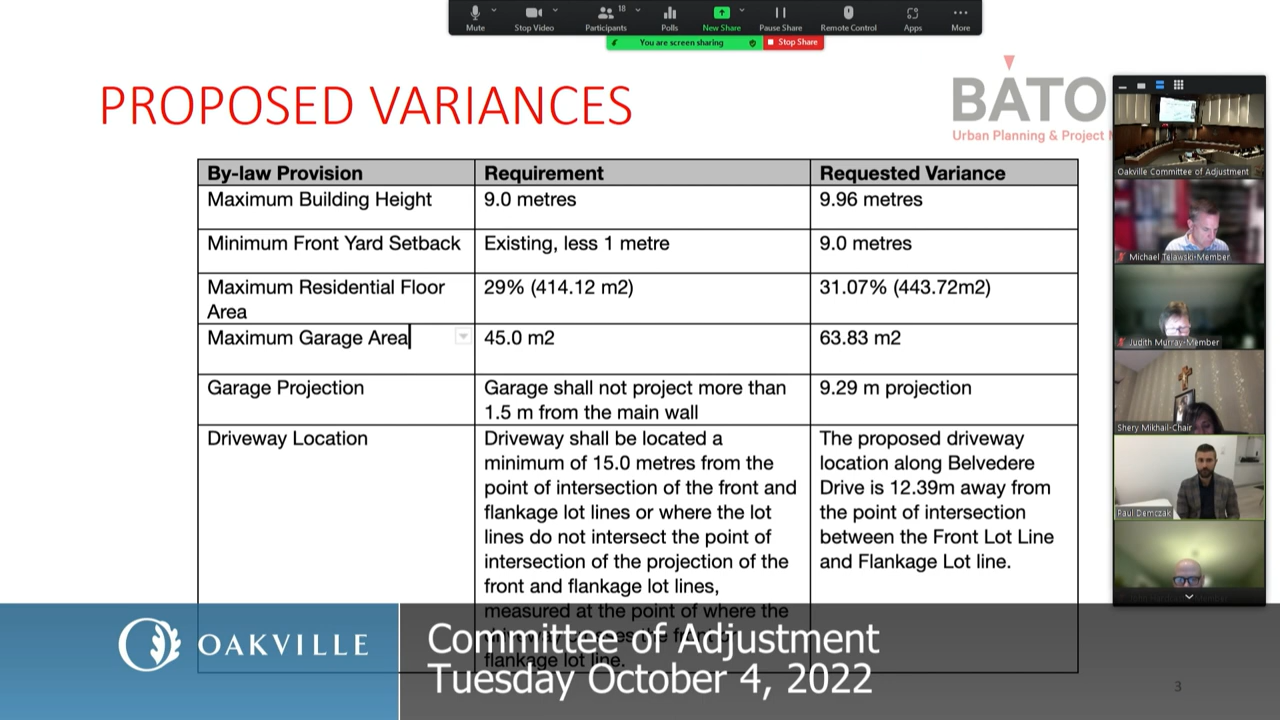 Mute
Stop Video
18
Participants
Polls
New Share
Pause Share
Remote Control
Apps
More
You are screen sharing
Stop Share
PROPOSED VARIANCES
BATO
Urban Planning & Project
By-law Provision
Requirement
Requested Variance
Maximum Building Height
9.0 metres
9.96 metres
Minimum Front Yard Setback
Existing, less 1 metre
9.0 metres
Maximum Residential Floor
Area
29% (414.12 m2)
31.07% (443.72m2)
Maximum Garage Area
45.0 m2
63.83 m2
Garage Projection
Garage shall not project more than
1.5 m from the main wall
9.29 m projection
Driveway Location
Driveway shall be located a
minimum of 15.0 metres from the
point of intersection of the front and
flankage lot lines or where the lot
lines do not intersect the point of
intersection of the projection of the
front and flankage lot lines,
measured at the point of where the
flankage lot line.
The proposed driveway
location along Belvedere
Drive is 12.39m away from
the point of intersection
between the Front Lot Line
and Flankage Lot line.
Oakville Committee of Adjustment
Michael Telawski-Member
Judith Murray-Member
Shery Mikhail-Chair
Paul Demczak
OAKVILLE
Committee of Adjustment
Tuesday October 4, 2022
3